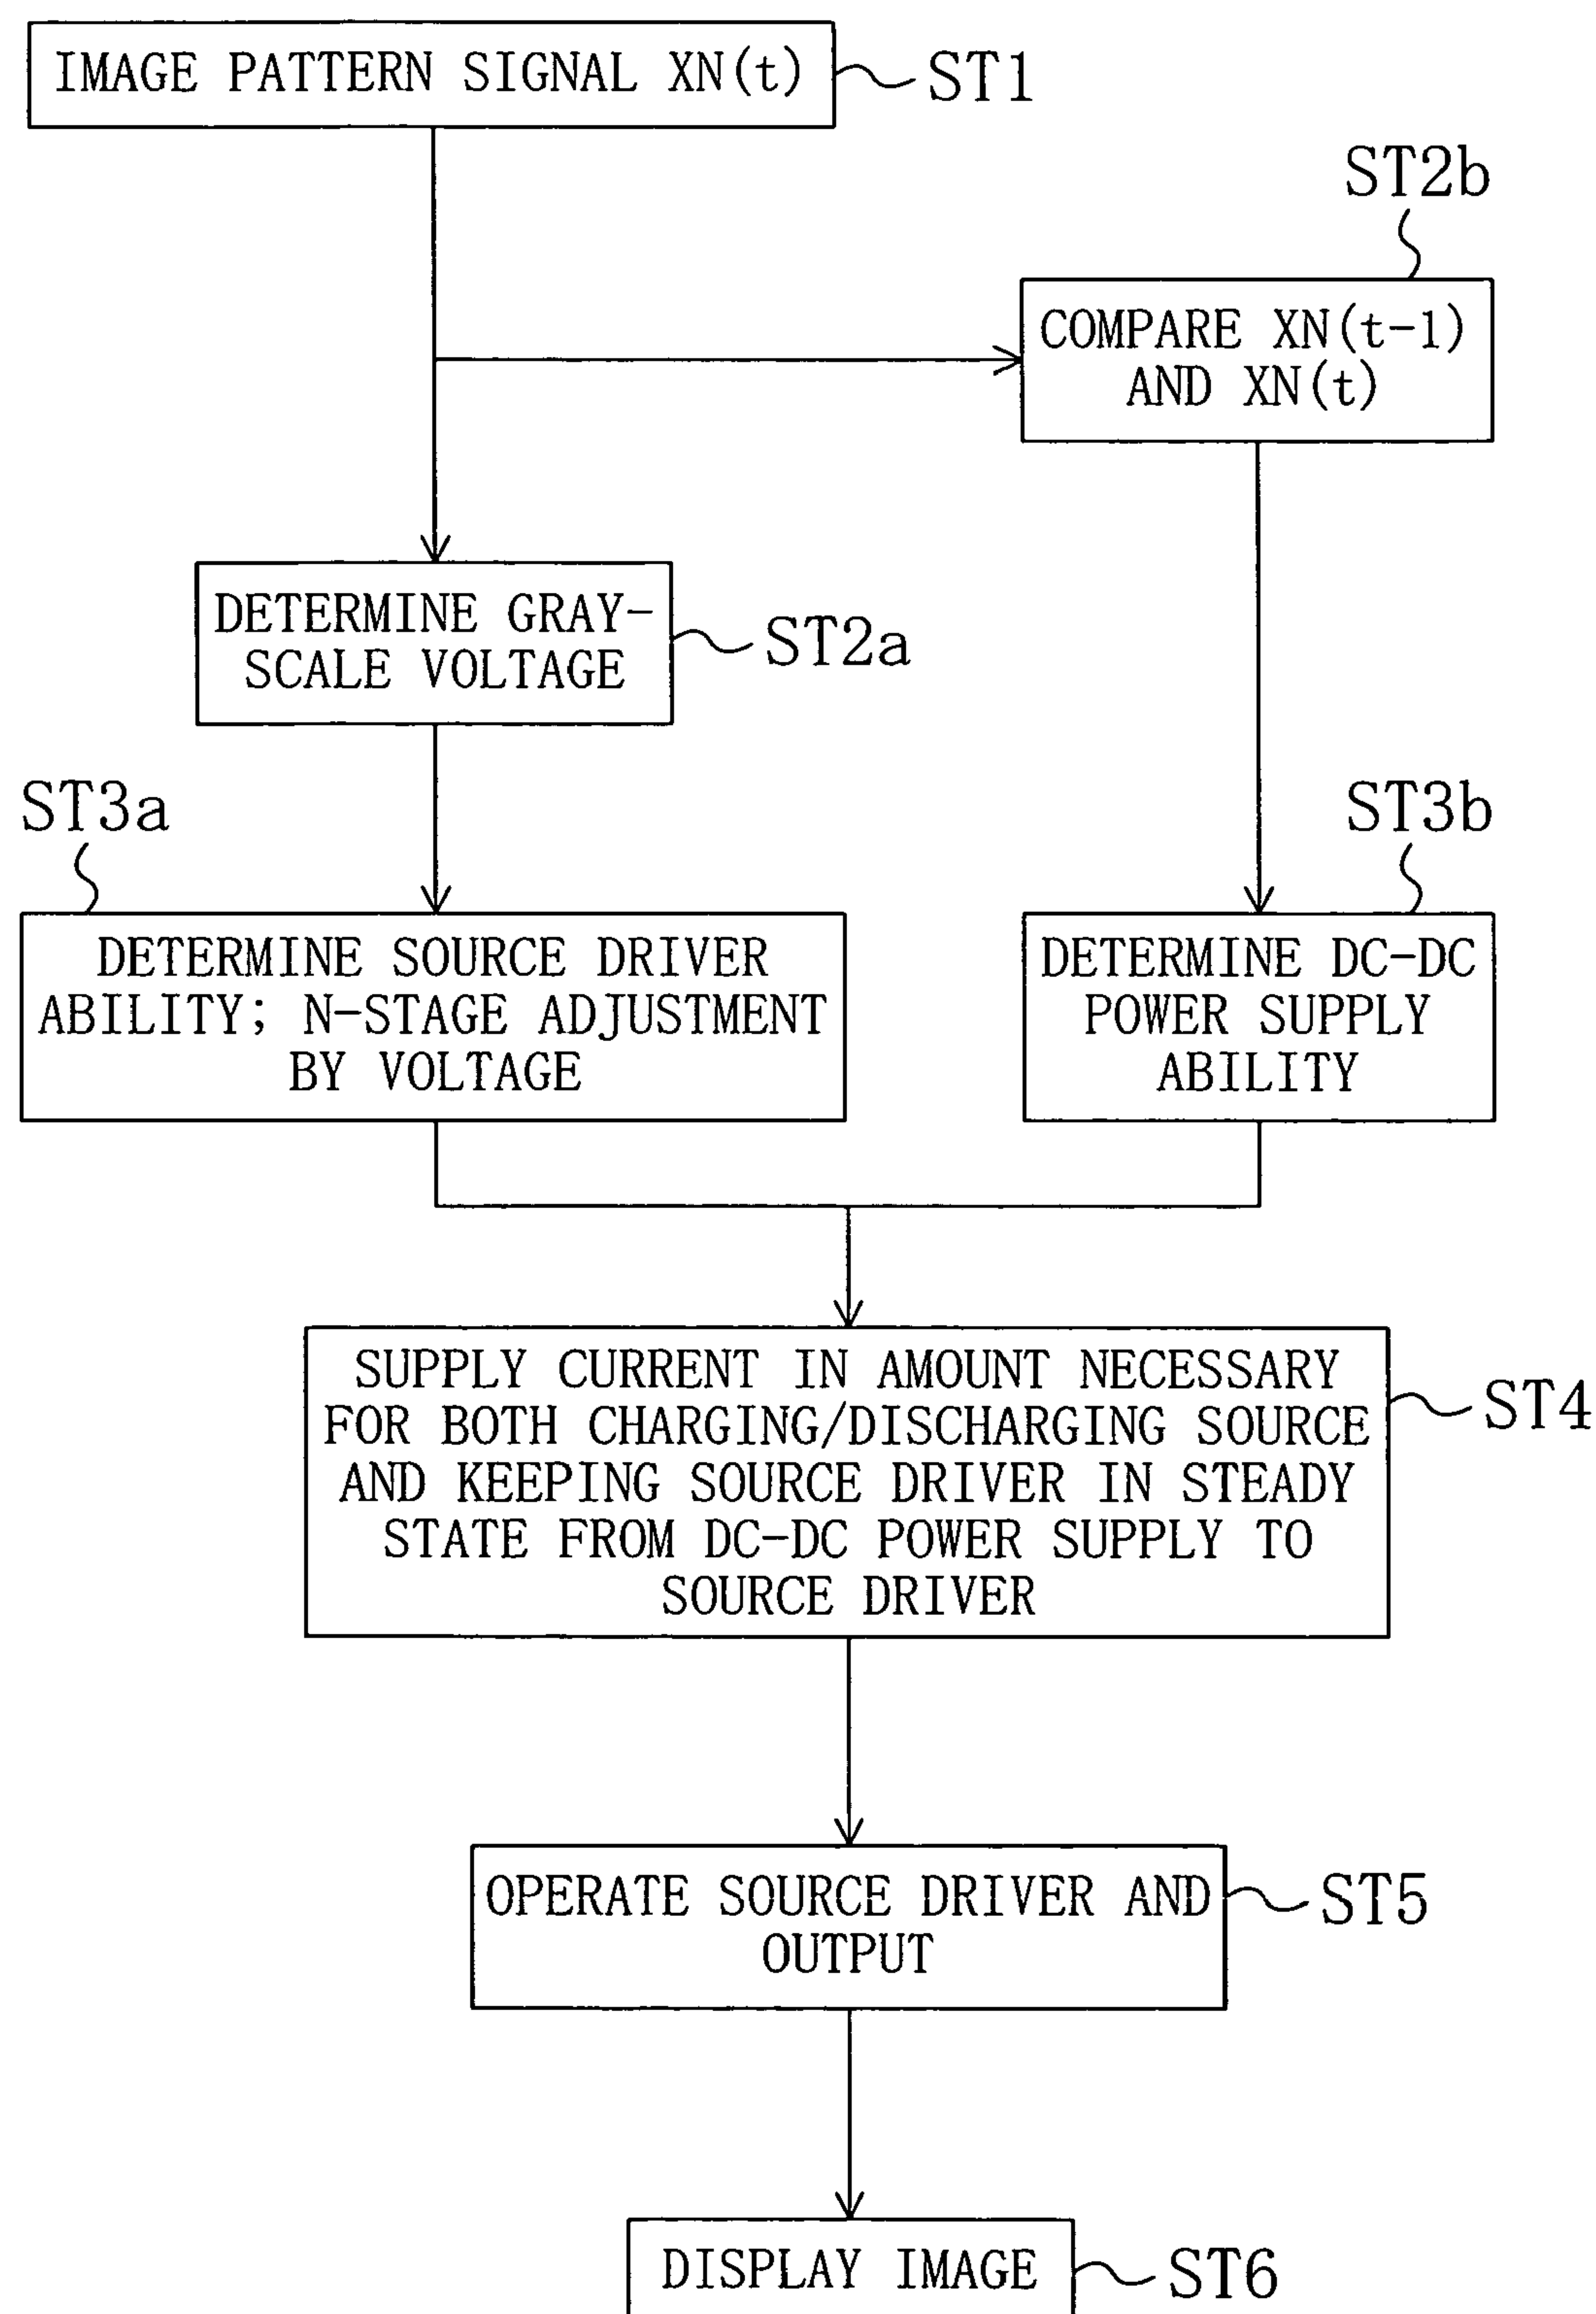 IMAGE PATTERN SIGNAL XN(t)
ST1
ST2b
COMPARE XN(t-1)
AND XN(t)
DETERMINE GRAY-
SCALE VOLTAGE
ST2a
ST3a
DETERMINE SOURCE DRIVER
ABILITY; N-STAGE ADJUSTMENT
BY VOLTAGE
ST3b
DETERMINE DC-DC
POWER SUPPLY
ABILITY
SUPPLY CURRENT IN AMOUNT NECESSARY
FOR BOTH CHARGING/DISCHARGING SOURCE
AND KEEPING SOURCE DRIVER IN STEADY
STATE FROM DC-DC POWER SUPPLY TO
SOURCE DRIVER
ST4
OPERATE SOURCE DRIVER AND
OUTPUT
ST5
DISPLAY IMAGE
ST6